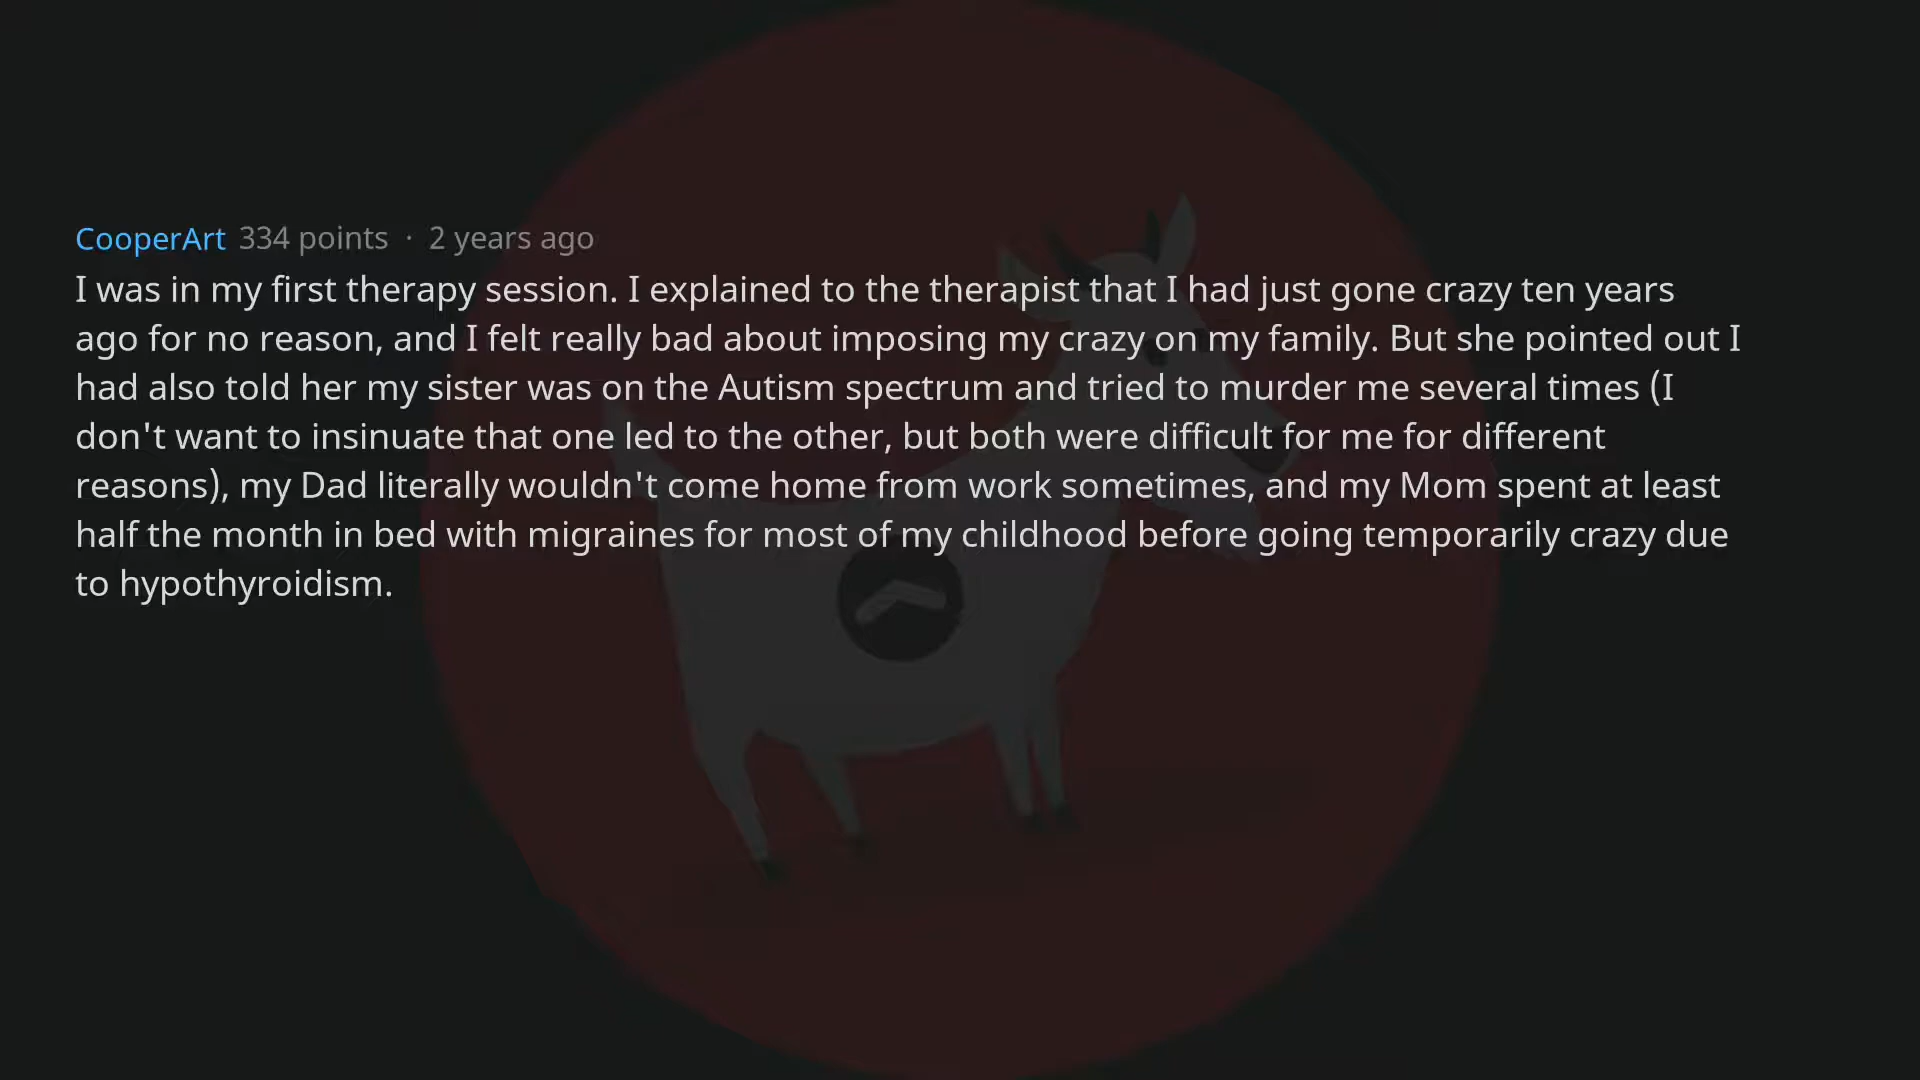 CooperArt 334 points · 2 years ago
I was in my first therapy session. I explained to the therapist that I had just gone crazy ten years
ago for no reason, and I felt really bad about imposing my crazy on my family. But she pointed out I
had also told her my sister was on the Autism spectrum and tried to murder me several times (I
don't want to insinuate that one led to the other, but both were difficult for me for different
reasons), my Dad literally wouldn't come home from work sometimes, and my Mom spent at least
half the month in bed with migraines for most of my childhood before going temporarily crazy due
to hypothyroidism.